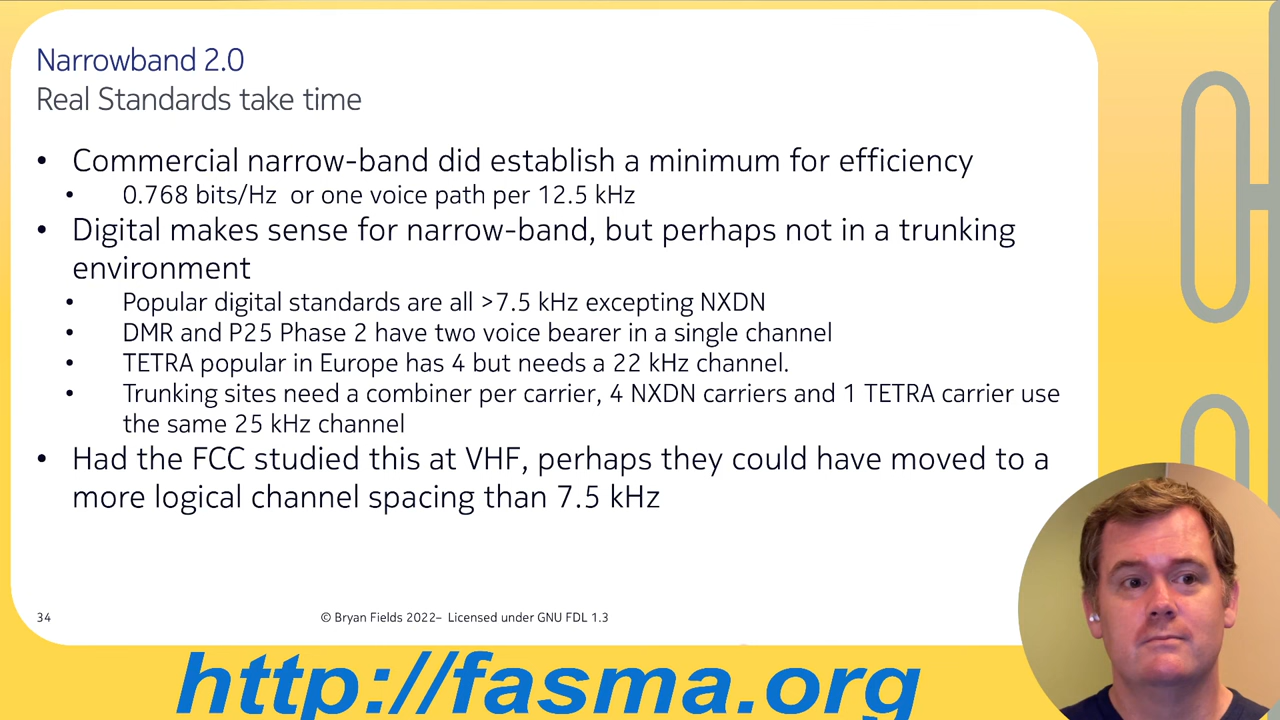 Narrowband 2.0
Real Standards take time
• Commercial narrow-band did establish a minimum for efficiency
• 0.768 bits/Hz or one voice path per 12.5 kHz
• Digital makes sense for narrow-band, but perhaps not in a trunking
environment
• Popular digital standards are all >7.5 kHz excepting NXDN
• DMR and P25 Phase 2 have two voice bearer in a single channel
• TETRA popular in Europe has 4 but needs a 22 kHz channel.
• Trunking sites need a combiner per carrier, 4 NXDN carriers and 1 TETRA carrier use
the same 25 kHz channel
• Had the FCC studied this at VHF, perhaps they could have moved to a
more logical channel spacing than 7.5 kHz
34
© Bryan Fields 2022– Licensed under GNU FDL 1.3
http://fasma.org